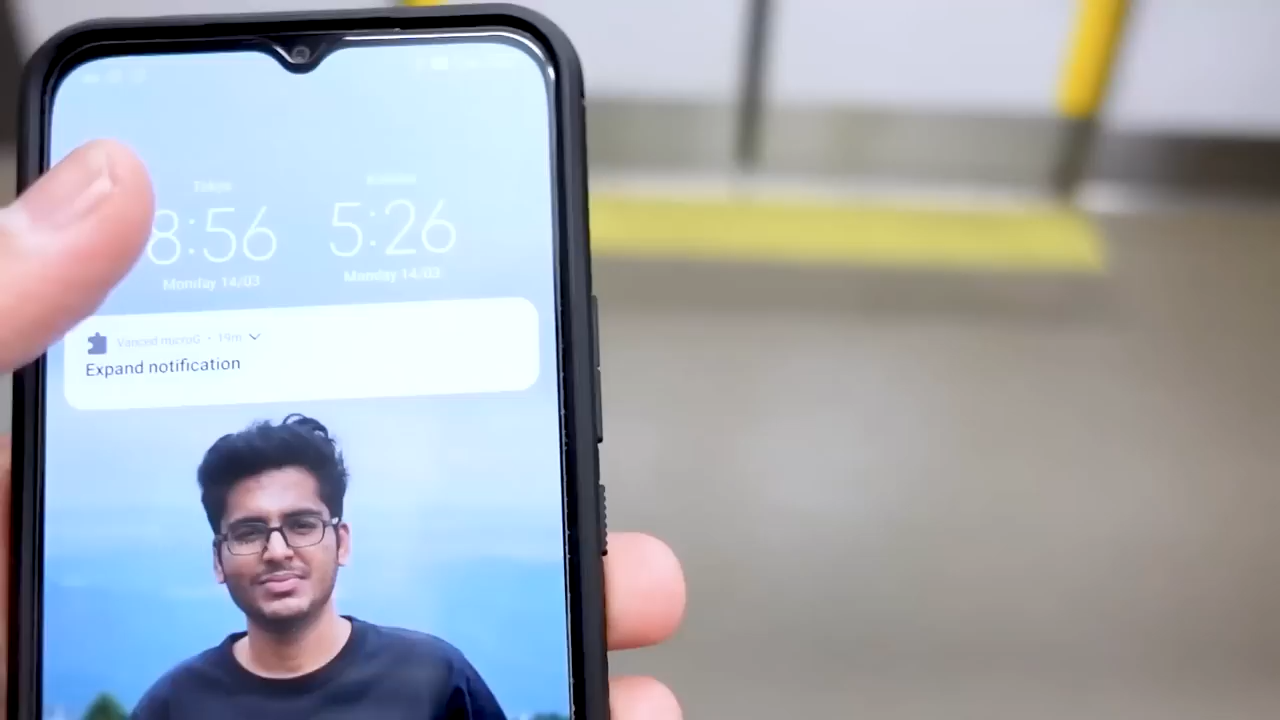 Tokyo
8:56
5:26
Monday 14/03
Monday 14/03
Vanced microG • 19m
Expand notification